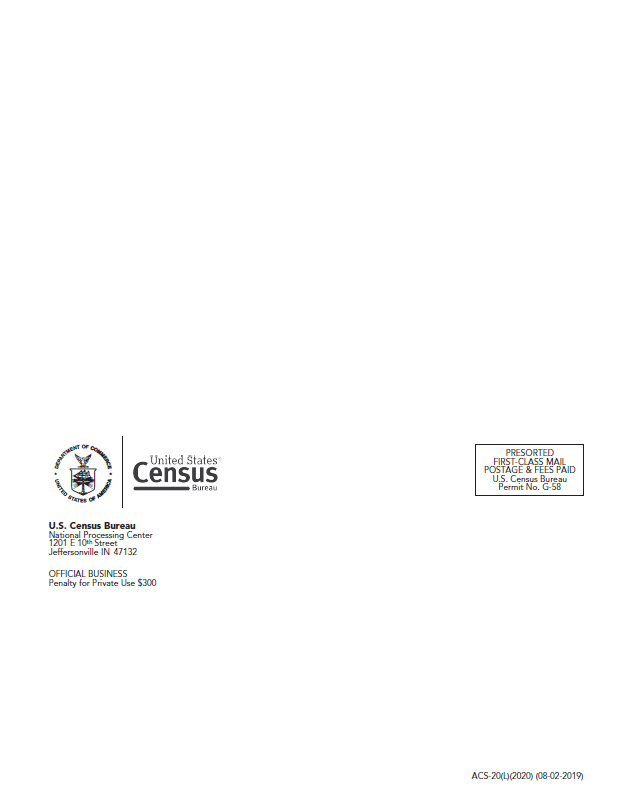 DEPARTMENT OF COMMERCE
UNITED STATES OF AMERICA
United States®
Census
Bureau
PRESORTED
FIRST-CLASS MAIL
POSTAGE & FEES PAID
U.S. Census Bureau
Permit No. G-58
U.S. Census Bureau
National Processing Center
1201 E 10th Street
Jeffersonville IN 47132
OFFICIAL BUSINESS
Penalty for Private Use $300
ACS-20(L)(2020) (08-02-2019)